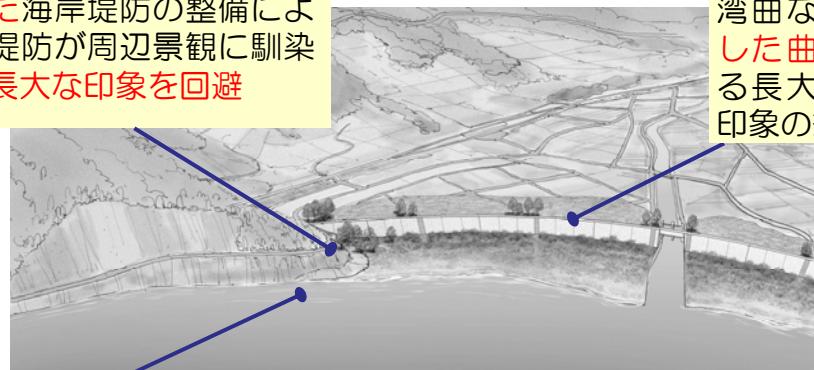 た海岸堤防の整備によ
堤防が周辺景観に馴染
長大な印象を回避
湾曲な
した曲
る長大
印象の